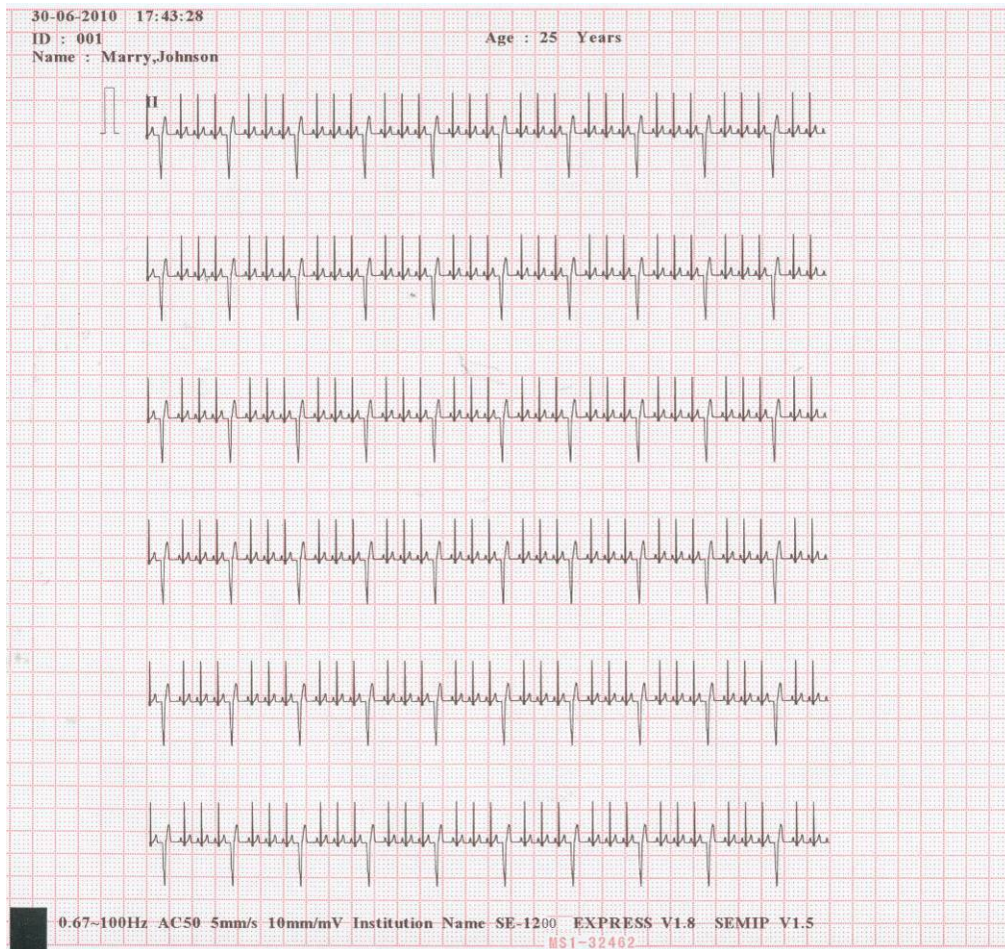 30-06-2010 17:43:28
ID : 001
Age : 25 Years
Name : Marry,Johnson
II
0.67~100Hz AC50 5mm/s 10mm/mV Institution Name SE-1200 EXPRESS V1.8 SEMIP V1.5
MS1-32462